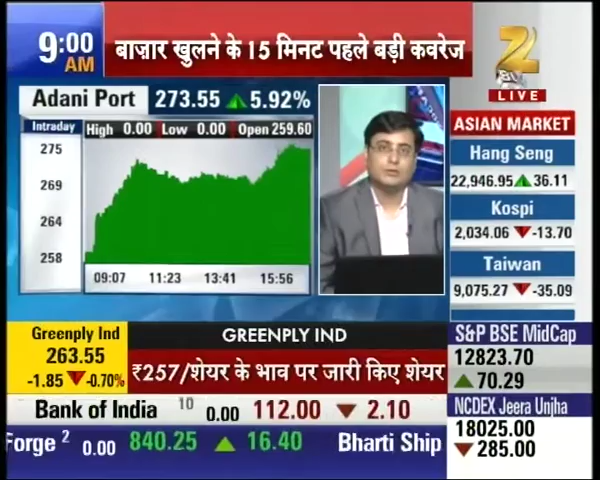 9:00
AM
बाज़ार खुलने के 15 मिनट पहले बड़ी कवरेज
LIVE
Adani Port 273.55 5.92%
Intraday High 0.00 Low 0.00 Open 259.60
275
269
264
258
09:07 11:23 13:41 15:56
ASIAN MARKET
Hang Seng
22,946.95 36.11
Kospi
2,034.06 -13.70
Taiwan
9,075.27 -35.09
Greenply Ind
263.55
-1.85 -0.70%
GREENPLY IND
₹257/शेयर के भाव पर जारी किए शेयर
S&P BSE MidCap
12823.70
70.29
Bank of India 10 0.00 112.00 2.10
NCDEX Jeera Unjha
18025.00
285.00
Forge 2 0.00 840.25 16.40 Bharti Ship